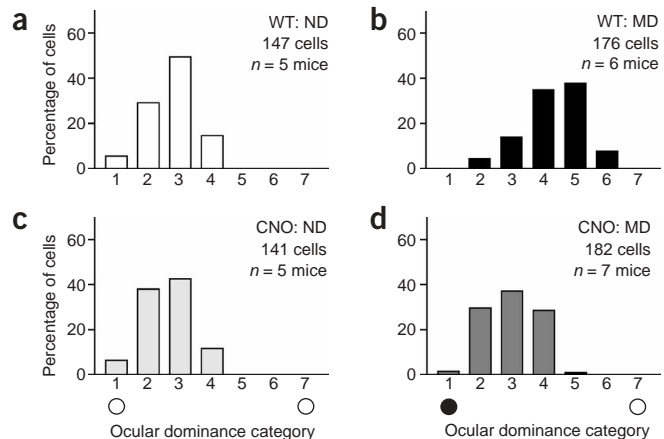 a
WT: ND
147 cells
n = 5 mice
Percentage of cells
60
40
20
0
1 2 3 4 5 6 7
b
WT: MD
176 cells
n = 6 mice
60
40
20
0
1 2 3 4 5 6 7
c
CNO: ND
141 cells
n = 5 mice
Percentage of cells
60
40
20
0
1 2 3 4 5 6 7
Ocular dominance category
d
CNO: MD
182 cells
n = 7 mice
60
40
20
0
1 2 3 4 5 6 7
Ocular dominance category